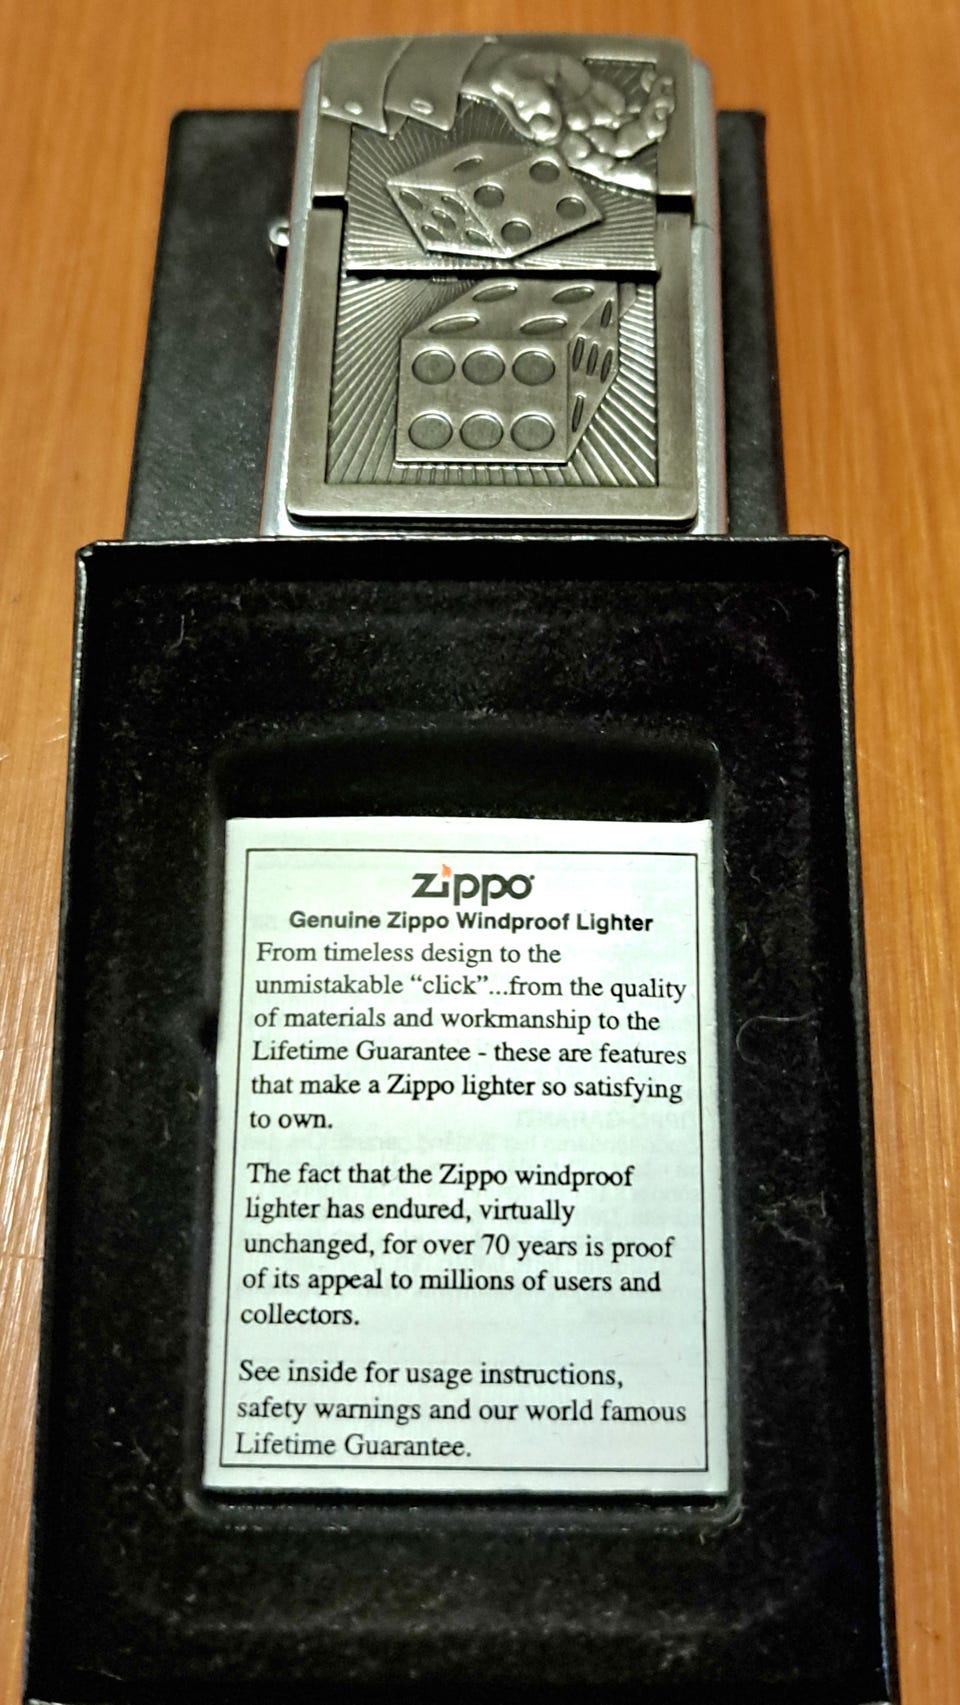 zippo
Genuine Zippo Windproof Lighter
From timeless design to the
unmistakable “click”...from the quality
of materials and workmanship to the
Lifetime Guarantee - these are features
that make a Zippo lighter so satisfying
to own.
The fact that the Zippo windproof
lighter has endured, virtually
unchanged, for over 70 years is proof
of its appeal to millions of users and
collectors.
See inside for usage instructions,
safety warnings and our world famous
Lifetime Guarantee.